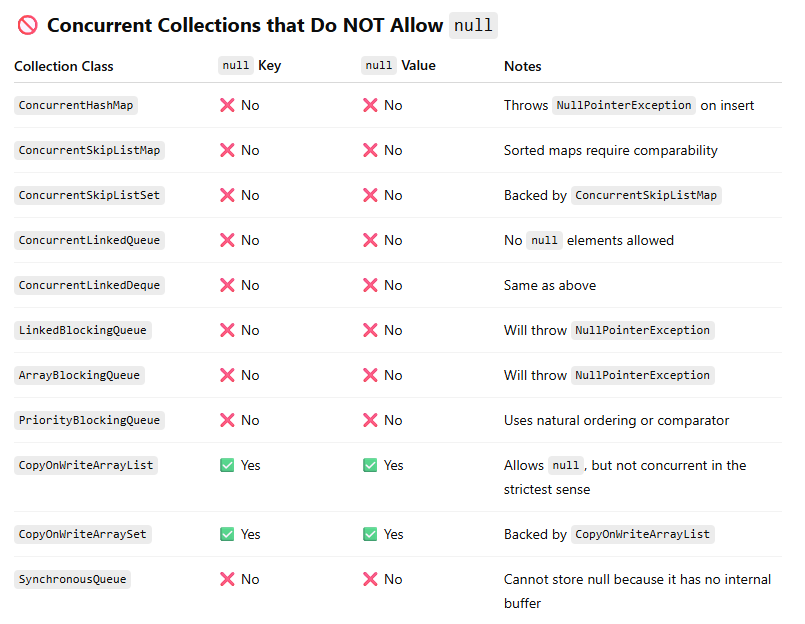 🚫 Concurrent Collections that Do NOT Allow null
Collection Class null Key null Value Notes
ConcurrentHashMap ❌ No ❌ No Throws NullPointerException on insert
ConcurrentSkipListMap ❌ No ❌ No Sorted maps require comparability
ConcurrentSkipListSet ❌ No ❌ No Backed by ConcurrentSkipListMap
ConcurrentLinkedQueue ❌ No ❌ No No null elements allowed
ConcurrentLinkedDeque ❌ No ❌ No Same as above
LinkedBlockingQueue ❌ No ❌ No Will throw NullPointerException
ArrayBlockingQueue ❌ No ❌ No Will throw NullPointerException
PriorityBlockingQueue ❌ No ❌ No Uses natural ordering or comparator
CopyOnWriteArrayList ✅ Yes ✅ Yes Allows null, but not concurrent in the
strictest sense
CopyOnWriteArraySet ✅ Yes ✅ Yes Backed by CopyOnWriteArrayList
SynchronousQueue ❌ No ❌ No Cannot store null because it has no internal
buffer